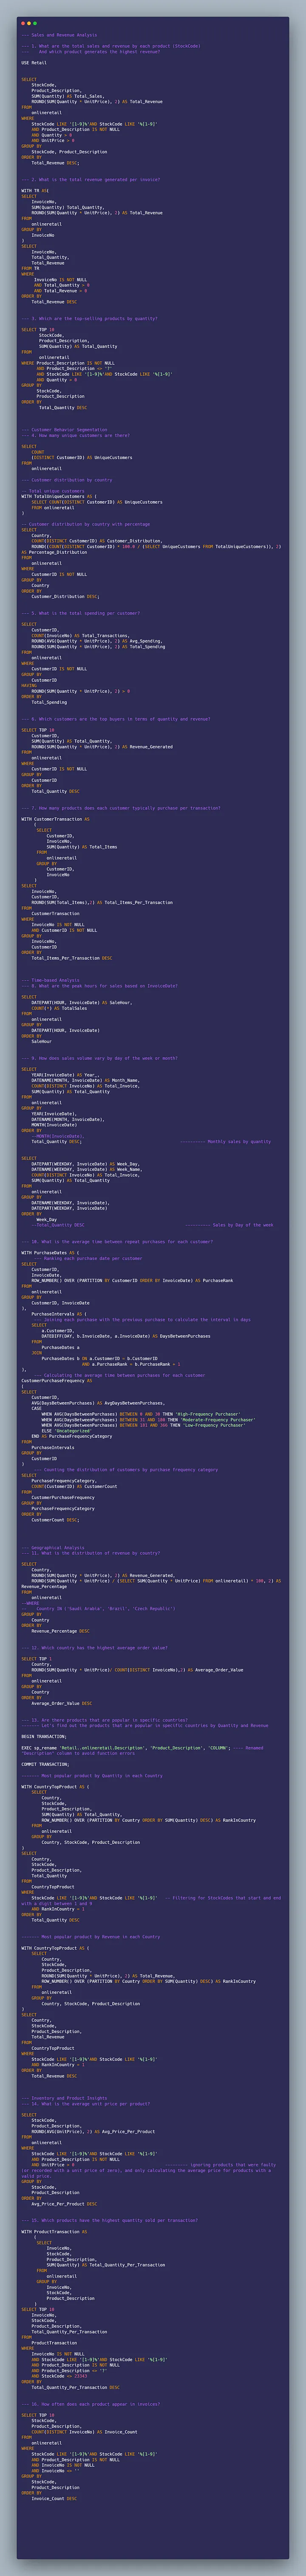 --- Sales and Revenue Analysis
--- 1. What are the total sales and revenue by each product (StockCode)
--- And which product generates the highest revenue?
USE Retail
SELECT
StockCode,
Product_Description,
SUM(Quantity) AS Total_Sales,
ROUND(SUM(Quantity * UnitPrice), 2) AS Total_Revenue
FROM
onlineretail
WHERE
StockCode LIKE '[1-9]%'AND StockCode LIKE '%[1-9]'
AND Product_Description IS NOT NULL
AND Quantity > 0
AND UnitPrice > 0
GROUP BY
StockCode, Product_Description
ORDER BY
Total_Revenue DESC;
--- 2. What is the total revenue generated per invoice?
WITH TR AS(
SELECT
InvoiceNo,
SUM(Quantity) Total_Quantity,
ROUND(SUM(Quantity * UnitPrice), 2) AS Total_Revenue
FROM
onlineretail
GROUP BY
InvoiceNo
)
SELECT
InvoiceNo,
Total_Quantity,
Total_Revenue
FROM TR
WHERE
InvoiceNo IS NOT NULL
AND Total_Quantity > 0
AND Total_Revenue > 0
ORDER BY
Total_Revenue DESC
--- 3. Which are the top-selling products by quantity?
SELECT TOP 10
StockCode,
Product_Description,
SUM(Quantity) AS Total_Quantity
FROM
onlineretail
WHERE Product_Description IS NOT NULL
AND Product_Description <> '?'
AND StockCode LIKE '[1-9]%'AND StockCode LIKE '%[1-9]'
AND Quantity > 0
GROUP BY
StockCode,
Product_Description
ORDER BY
Total_Quantity DESC
--- Customer Behavior Segmentation
--- 4. How many unique customers are there?
SELECT
COUNT
(DISTINCT CustomerID) AS UniqueCustomers
FROM
onlineretail
--- Customer distribution by country
-- Total unique customers
WITH TotalUniqueCustomers AS (
SELECT COUNT(DISTINCT CustomerID) AS UniqueCustomers
FROM onlineretail
)
-- Customer distribution by country with percentage
SELECT
Country,
COUNT(DISTINCT CustomerID) AS Customer_Distribution,
ROUND((COUNT(DISTINCT CustomerID) * 100.0 / (SELECT UniqueCustomers FROM TotalUniqueCustomers)), 2)
AS Percentage_Distribution
FROM
onlineretail
WHERE
CustomerID IS NOT NULL
GROUP BY
Country
ORDER BY
Customer_Distribution DESC;
--- 5. What is the total spending per customer?
SELECT
CustomerID,
COUNT(InvoiceNo) AS Total_Transactions,
ROUND(AVG(Quantity * UnitPrice), 2) AS Avg_Spending,
ROUND(SUM(Quantity * UnitPrice), 2) AS Total_Spending
FROM
onlineretail
WHERE
CustomerID IS NOT NULL
GROUP BY
CustomerID
HAVING
ROUND(SUM(Quantity * UnitPrice), 2) > 0
ORDER BY
Total_Spending
--- 6. Which customers are the top buyers in terms of quantity and revenue?
SELECT TOP 10
CustomerID,
SUM(Quantity) AS Total_Quantity,
ROUND(SUM(Quantity * UnitPrice), 2) AS Revenue_Generated
FROM
onlineretail
WHERE
CustomerID IS NOT NULL
GROUP BY
CustomerID
ORDER BY
Total_Quantity DESC
--- 7. How many products does each customer typically purchase per transaction?
WITH CustomerTransaction AS
(
SELECT
CustomerID,
InvoiceNo,
SUM(Quantity) AS Total_Items
FROM
onlineretail
GROUP BY
CustomerID,
InvoiceNo
)
SELECT
InvoiceNo,
CustomerID,
ROUND(SUM(Total_Items),2) AS Total_Items_Per_Transaction
FROM
CustomerTransaction
WHERE
InvoiceNo IS NOT NULL
AND CustomerID IS NOT NULL
GROUP BY
InvoiceNo,
CustomerID
ORDER BY
Total_Items_Per_Transaction DESC
--- Time-based Analysis
--- 8. What are the peak hours for sales based on InvoiceDate?
SELECT
DATEPART(HOUR, InvoiceDate) AS SaleHour,
COUNT(*) AS TotalSales
FROM
onlineretail
GROUP BY
DATEPART(HOUR, InvoiceDate)
ORDER BY
SaleHour
--- 9. How does sales volume vary by day of the week or month?
SELECT
YEAR(InvoiceDate) AS Year_,
DATENAME(MONTH, InvoiceDate) AS Month_Name,
COUNT(DISTINCT InvoiceNo) AS Total_Invoice,
SUM(Quantity) AS Total_Quantity
FROM
onlineretail
GROUP BY
YEAR(InvoiceDate),
DATENAME(MONTH, InvoiceDate),
MONTH(InvoiceDate)
ORDER BY
--MONTH(InvoiceDate),
Total_Quantity DESC; ---------- Monthly sales by quantity
SELECT
DATEPART(WEEKDAY, InvoiceDate) AS Week_Day,
DATENAME(WEEKDAY, InvoiceDate) AS Week_Name,
COUNT(DISTINCT InvoiceNo) AS Total_Invoice,
SUM(Quantity) AS Total_Quantity
FROM
onlineretail
GROUP BY
DATENAME(WEEKDAY, InvoiceDate),
DATEPART(WEEKDAY, InvoiceDate)
ORDER BY
Week_Day
--Total_Quantity DESC ---------- Sales by Day of the week
--- 10. What is the average time between repeat purchases for each customer?
WITH PurchaseDates AS (
--- Ranking each purchase date per customer
SELECT
CustomerID,
InvoiceDate,
ROW_NUMBER() OVER (PARTITION BY CustomerID ORDER BY InvoiceDate) AS PurchaseRank
FROM
onlineretail
GROUP BY
CustomerID, InvoiceDate
),
PurchaseIntervals AS (
--- Joining each purchase with the previous purchase to calculate the interval in days
SELECT
a.CustomerID,
DATEDIFF(DAY, b.InvoiceDate, a.InvoiceDate) AS DaysBetweenPurchases
FROM
PurchaseDates a
JOIN
PurchaseDates b ON a.CustomerID = b.CustomerID
AND a.PurchaseRank = b.PurchaseRank + 1
),
--- Calculating the average time between purchases for each customer
CustomerPurchaseFrequency AS
(
SELECT
CustomerID,
AVG(DaysBetweenPurchases) AS AvgDaysBetweenPurchases,
CASE
WHEN AVG(DaysBetweenPurchases) BETWEEN 0 AND 30 THEN 'High-Frequency Purchaser'
WHEN AVG(DaysBetweenPurchases) BETWEEN 31 AND 100 THEN 'Moderate-Frequency Purchaser'
WHEN AVG(DaysBetweenPurchases) BETWEEN 101 AND 366 THEN 'Low-Frequency Purchaser'
ELSE 'Uncategorized'
END AS PurchaseFrequencyCategory
FROM
PurchaseIntervals
GROUP BY
CustomerID
)
--- Counting the distribution of customers by purchase frequency category
SELECT
PurchaseFrequencyCategory,
COUNT(CustomerID) AS CustomerCount
FROM
CustomerPurchaseFrequency
GROUP BY
PurchaseFrequencyCategory
ORDER BY
CustomerCount DESC;
--- Geographical Analysis
--- 11. What is the distribution of revenue by country?
SELECT
Country,
ROUND(SUM(Quantity * UnitPrice), 2) AS Revenue_Generated,
ROUND(SUM(Quantity * UnitPrice) / (SELECT SUM(Quantity * UnitPrice) FROM onlineretail) * 100, 2) AS
Revenue_Percentage
FROM
onlineretail
--WHERE
-- Country IN ('Saudi Arabia', 'Brazil', 'Czech Republic')
GROUP BY
Country
ORDER BY
Revenue_Percentage DESC
--- 12. Which country has the highest average order value?
SELECT TOP 1
Country,
ROUND(SUM(Quantity * UnitPrice)/ COUNT(DISTINCT InvoiceNo),2) AS Average_Order_Value
FROM
onlineretail
GROUP BY
Country
ORDER BY
Average_Order_Value DESC
--- 13. Are there products that are popular in specific countries?
------- Let's find out the products that are popular in specific countries by Quantity and Revenue
BEGIN TRANSACTION;
EXEC sp_rename 'Retail..onlineretail.Description', 'Product_Description', 'COLUMN'; ---- Renamed
"Description" column to avoid function errors
COMMIT TRANSACTION;
------- Most popular product by Quantity in each Country
WITH CountryTopProduct AS (
SELECT
Country,
StockCode,
Product_Description,
SUM(Quantity) AS Total_Quantity,
ROW_NUMBER() OVER (PARTITION BY Country ORDER BY SUM(Quantity) DESC) AS RankInCountry
FROM
onlineretail
GROUP BY
Country, StockCode, Product_Description
)
SELECT
Country,
StockCode,
Product_Description,
Total_Quantity
FROM
CountryTopProduct
WHERE
StockCode LIKE '[1-9]%'AND StockCode LIKE '%[1-9]' --- Filtering for StockCodes that start and end
with a digit between 1 and 9
AND RankInCountry = 1
ORDER BY
Total_Quantity DESC
------- Most popular product by Revenue in each Country
WITH CountryTopProduct AS (
SELECT
Country,
StockCode,
Product_Description,
ROUND(SUM(Quantity * UnitPrice), 2) AS Total_Revenue,
ROW_NUMBER() OVER (PARTITION BY Country ORDER BY SUM(Quantity) DESC) AS RankInCountry
FROM
onlineretail
GROUP BY
Country, StockCode, Product_Description
)
SELECT
Country,
StockCode,
Product_Description,
Total_Revenue
FROM
CountryTopProduct
WHERE
StockCode LIKE '[1-9]%'AND StockCode LIKE '%[1-9]'
AND RankInCountry = 1
ORDER BY
Total_Revenue DESC
--- Inventory and Product Insights
--- 14. What is the average unit price per product?
SELECT
StockCode,
Product_Description,
ROUND(AVG(UnitPrice), 2) AS Avg_Price_Per_Product
FROM
onlineretail
WHERE
StockCode LIKE '[1-9]%'AND StockCode LIKE '%[1-9]'
AND Product_Description IS NOT NULL
AND UnitPrice > 0 --------- ignoring products that were faulty
(or recorded with a unit price of zero), and only calculating the average price for products with a
valid price.
GROUP BY
StockCode,
Product_Description
ORDER BY
Avg_Price_Per_Product DESC
--- 15. Which products have the highest quantity sold per transaction?
WITH ProductTransaction AS
(
SELECT
InvoiceNo,
StockCode,
Product_Description,
SUM(Quantity) AS Total_Quantity_Per_Transaction
FROM
onlineretail
GROUP BY
InvoiceNo,
StockCode,
Product_Description
)
SELECT TOP 10
InvoiceNo,
StockCode,
Product_Description,
Total_Quantity_Per_Transaction
FROM
ProductTransaction
WHERE
InvoiceNo IS NOT NULL
AND StockCode LIKE '[1-9]%'AND StockCode LIKE '%[1-9]'
AND Product_Description IS NOT NULL
AND Product_Description <> '?'
AND StockCode <> 23343
ORDER BY
Total_Quantity_Per_Transaction DESC
--- 16. How often does each product appear in invoices?
SELECT TOP 10
StockCode,
Product_Description,
COUNT(DISTINCT InvoiceNo) AS Invoice_Count
FROM
onlineretail
WHERE
StockCode LIKE '[1-9]%'AND StockCode LIKE '%[1-9]'
AND Product_Description IS NOT NULL
AND InvoiceNo IS NOT NULL
AND InvoiceNo <> ''
GROUP BY
StockCode,
Product_Description
ORDER BY
Invoice_Count DESC